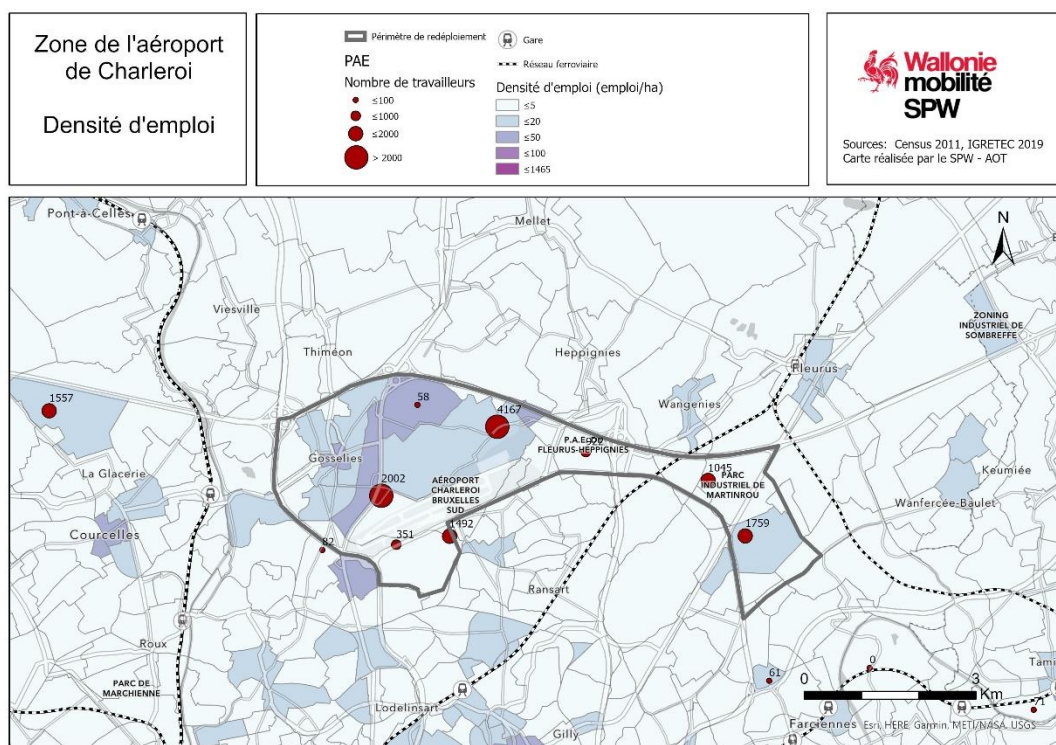 Zone de l'aéroport
de Charleroi
Densité d'emploi
Périmètre de redéploiement
PAE
Nombre de travailleurs
≤100
≤1000
≤2000
> 2000
Gare
Réseau ferroviaire
Densité d'emploi (emploi/ha)
≤5
≤20
≤50
≤100
≤1465
Wallonie
mobilité
SPW
Sources: Census 2011, IGRETEC 2019
Carte réalisée par le SPW - AOT
Pont-à-Celles
Mellet
N
Viesville
ZONING
INDUSTRIEL DE
SOMBREFFE
Thiméon
Heppignies
Fleurus
1557
58
4167
Wangenies
922
P.A.E. DE
FLEURUS-HEPPIGNIES
La Glacerie
Gosselies
1045
PARC
INDUSTRIEL DE
MARTINROU
Keumiée
2002
AÉROPORT
CHARLEROI
BRUXELLES
SUD
Wanfercée-Baulet
Courcelles
82
351
1492
1759
Ransart
Roux
PARC DE
MARCHIENNE
61
0
Tami
0
3
Km
71
Lodelinsart
Gilly
Farciennes
Esri, HERE, Garmin, METI/NASA, USGS